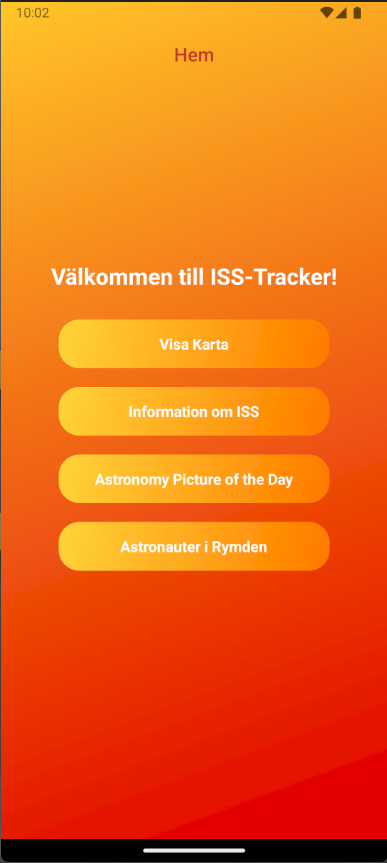 10:02
Hem
Välkommen till ISS-Tracker!
Visa Karta
Information om ISS
Astronomy Picture of the Day
Astronauter i Rymden